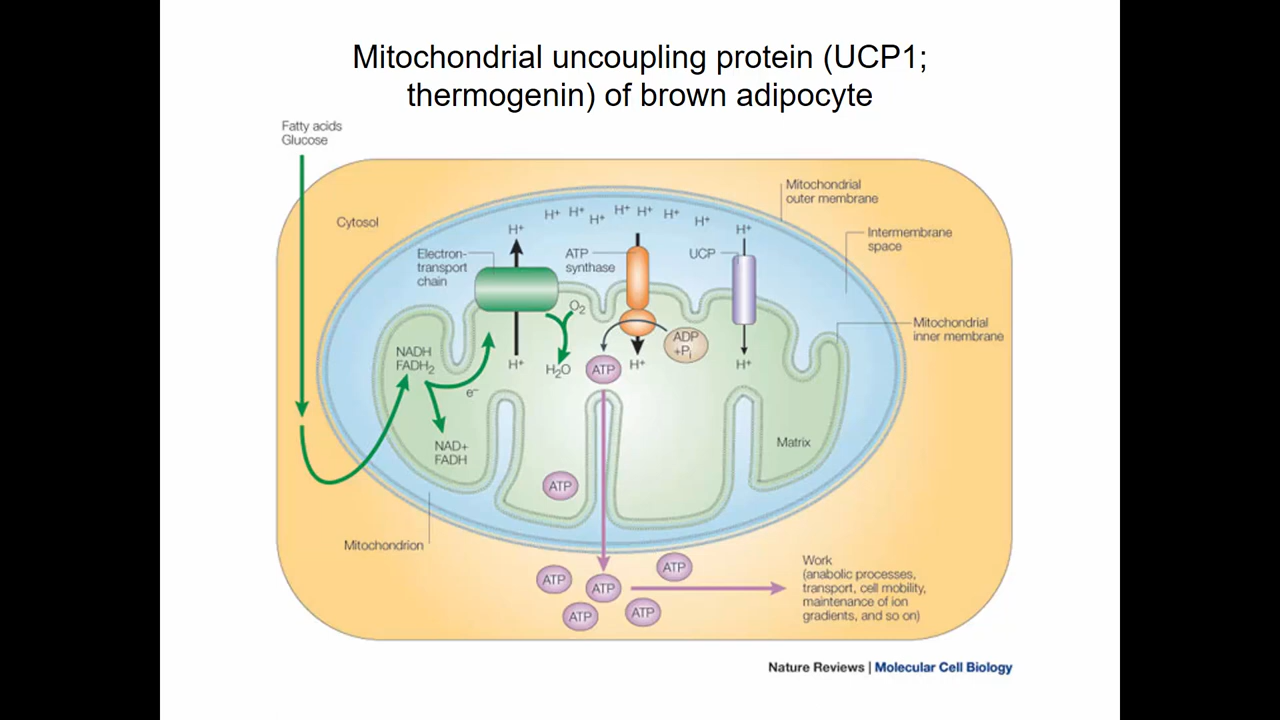 Mitochondrial uncoupling protein (UCP1;
thermogenin) of brown adipocyte
Fatty acids
Glucose
Cytosol
Mitochondrial
outer membrane
Intermembrane
space
Mitochondrial
inner membrane
H⁺ H⁺ H⁺ H⁺ H⁺ H⁺ H⁺
H⁺
H⁺
Electron-
transport
chain
ATP
synthase
UCP
O₂
ADP
+Pᵢ
NADH
FADH₂
H⁺
H₂O
ATP
H⁺
H⁺
e⁻
NAD+
FADH
Matrix
ATP
Mitochondrion
ATP
ATP
ATP
ATP
ATP
Work
(anabolic processes,
transport, cell mobility,
maintenance of ion
gradients, and so on)
Nature Reviews | Molecular Cell Biology